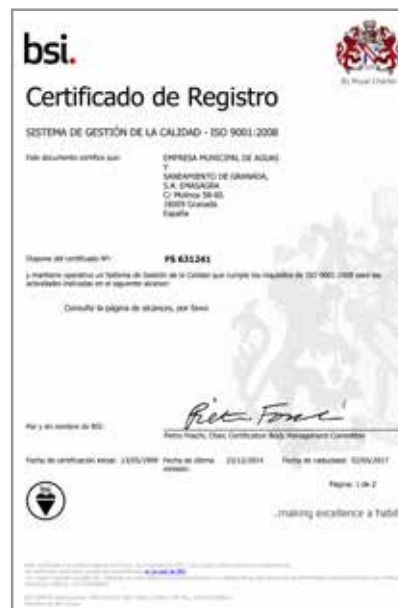 bsi.
By Royal Charter
Certificado de Registro
SISTEMA DE GESTIÓN DE LA CALIDAD - ISO 9001:2008
Este documento certifica que:
EMPRESA MUNICIPAL DE AGUAS
Y
SANEAMIENTO DE GRANADA,
S.A. EMASAGRA
C/ Molinos 58-60.
18009 Granada
España
Dispone del certificado Nº:
FS 631241
y mantiene operativo un Sistema de Gestión de la Calidad que cumple los requisitos de ISO 9001:2008 para las
actividades indicadas en el siguiente alcance:
Consulte la página de alcances, por favor
Por y en nombre de BSI:
Pietro Foschi, Chair, Certification Body Management Committee
Fecha de certificación inicial: 13/05/1999
Fecha de última emisión:
23/12/2014
Fecha de caducidad: 02/05/2017
Página: 1 de 2
bsi
...making excellence a habit